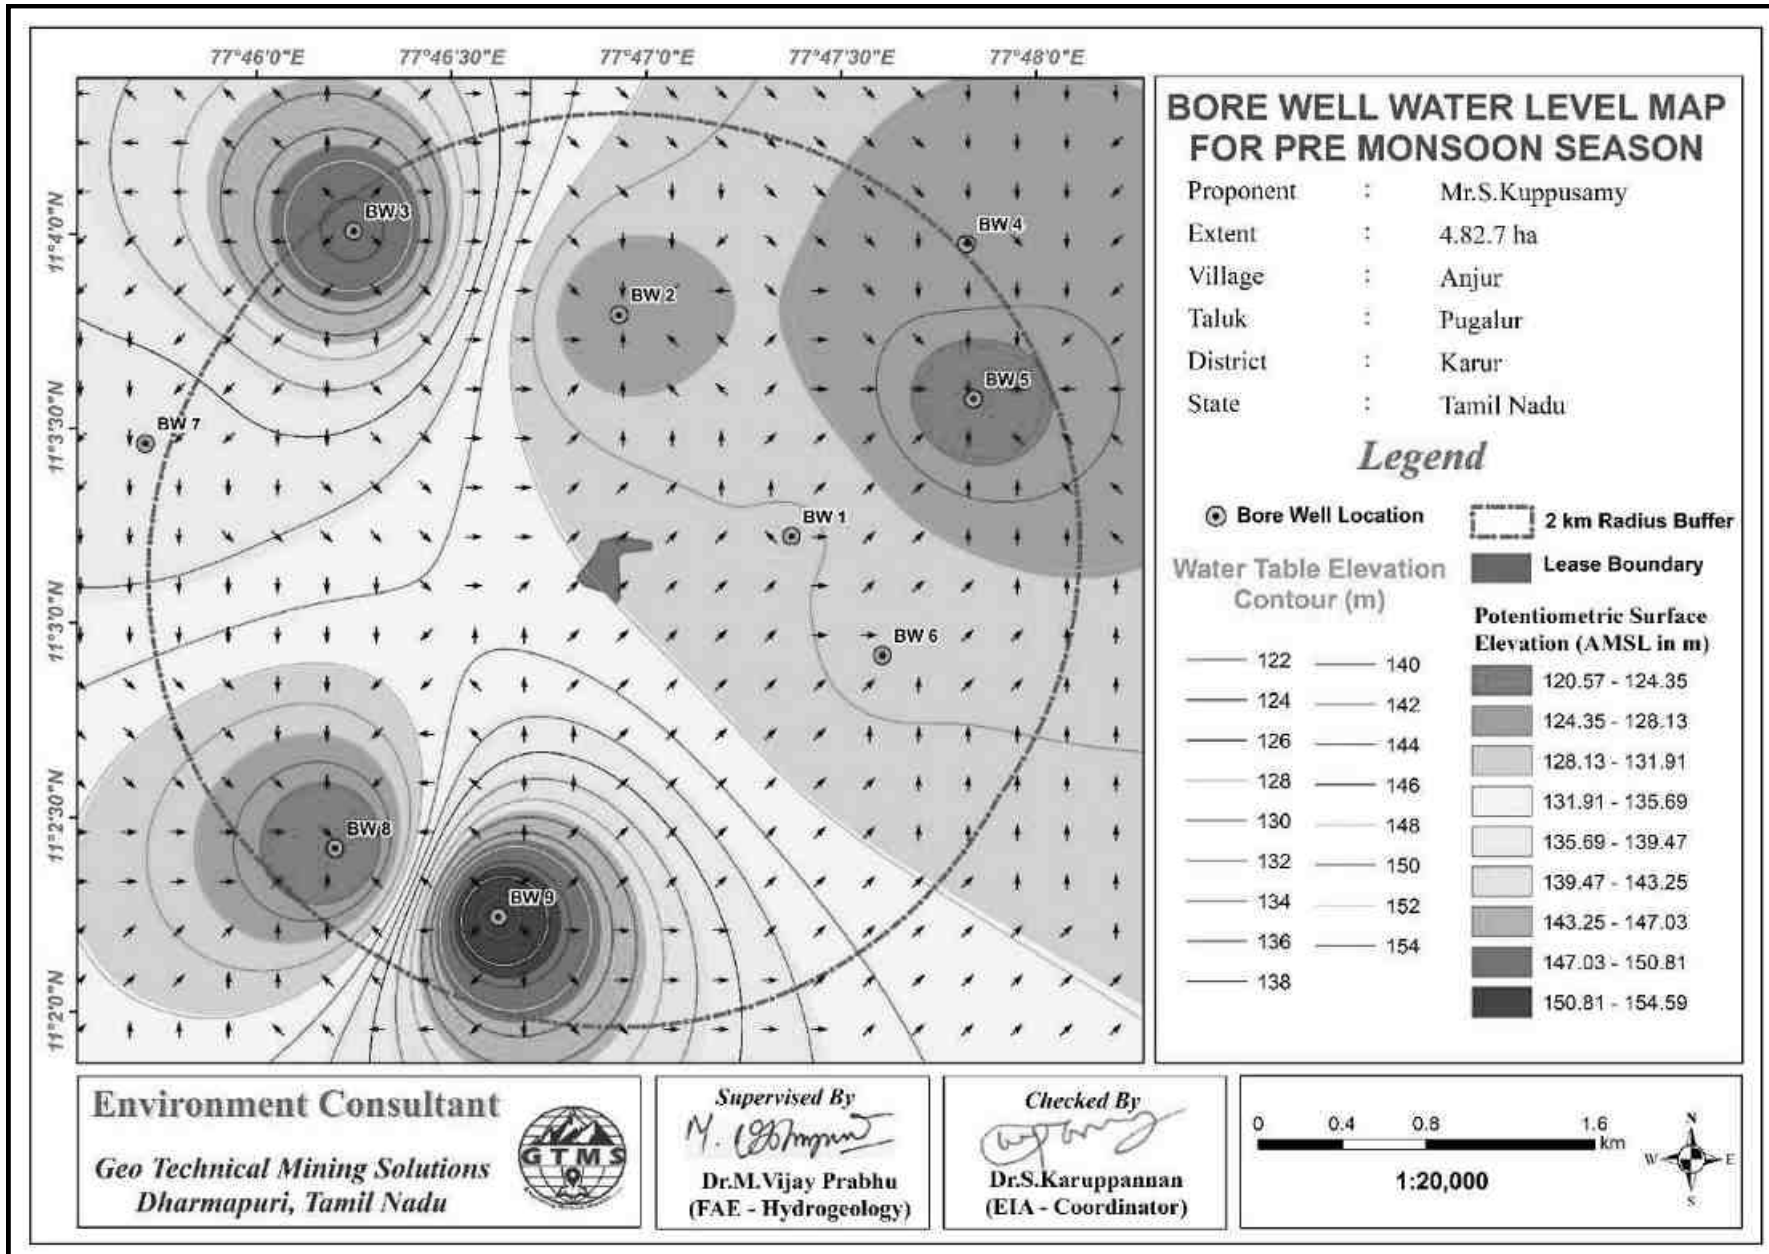 77°46'0"E 77°46'30"E 77°47'0"E 77°47'30"E 77°48'0"E
11°4'0"N
11°3'30"N
11°3'0"N
11°2'30"N
11°2'0"N
BW 3
BW 4
BW 2
BW 5
BW 7
BW 1
BW 6
BW 8
BW 9
BORE WELL WATER LEVEL MAP
FOR PRE MONSOON SEASON
Proponent : Mr.S.Kuppusamy
Extent : 4.82.7 ha
Village : Anjur
Taluk : Pugalur
District : Karur
State : Tamil Nadu
Legend
Bore Well Location
2 km Radius Buffer
Lease Boundary
Water Table Elevation
Contour (m)
122 140
124 142
126 144
128 146
130 148
132 150
134 152
136 154
138
Potentiometric Surface
Elevation (AMSL in m)
120.57 - 124.35
124.35 - 128.13
128.13 - 131.91
131.91 - 135.69
135.69 - 139.47
139.47 - 143.25
143.25 - 147.03
147.03 - 150.81
150.81 - 154.59
Environment Consultant
Geo Technical Mining Solutions
Dharmapuri, Tamil Nadu
GTMS
Supervised By
Dr.M.Vijay Prabhu
(FAE - Hydrogeology)
Checked By
Dr.S.Karuppannan
(EIA - Coordinator)
0 0.4 0.8 1.6
km
1:20,000
N
W E
S